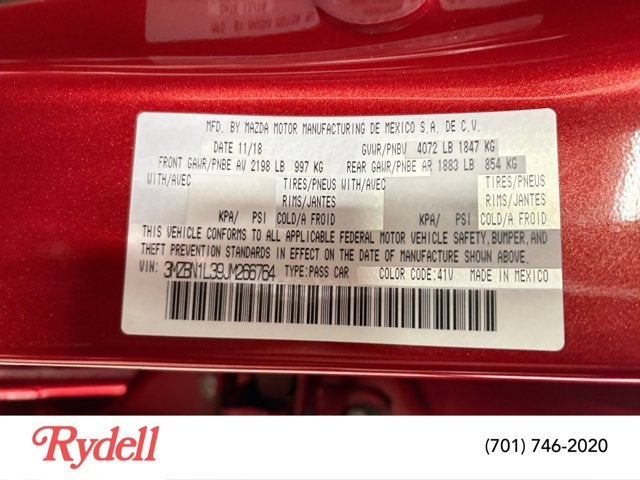 MFD. BY MAZDA MOTOR MANUFACTURING DE MEXICO S.A. DE C.V.
DATE 11/18 GVWR/PNBV 4072 LB 1847 KG
FRONT GAWR/PNBE AV 2198 LB 997 KG REAR GAWR/PNBE AR 1883 LB 854 KG
WITH/AVEC TIRES/PNEUS WITH/AVEC TIRES/PNEUS
RIMS/JANTES RIMS/JANTES
KPA/ PSI COLD/A FROID KPA/ PSI COLD/A FROID
THIS VEHICLE CONFORMS TO ALL APPLICABLE FEDERAL MOTOR VEHICLE SAFETY, BUMPER, AND
THEFT PREVENTION STANDARDS IN EFFECT ON THE DATE OF MANUFACTURE SHOWN ABOVE.
VIN: 3MZBN1L39JM266764 TYPE: PASS CAR COLOR CODE: 41V MADE IN MEXICO
Rydell
(701) 746-2020